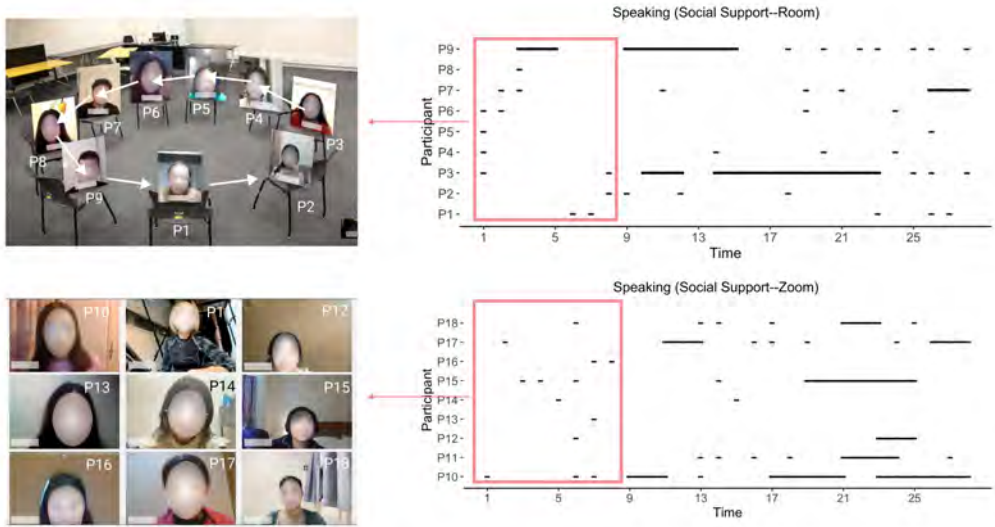 P6
P5
P4
P7
P3
P8
P9
P2
P1
Speaking (Social Support--Room)
Participant
P9
P8
P7
P6
P5
P4
P3
P2
P1
1 5 9 13 17 21 25
Time
P10 P1 P12
P13 P14 P15
P16 P17 P18
Speaking (Social Support--Zoom)
Participant
P18
P17
P16
P15
P14
P13
P12
P11
P10
1 5 9 13 17 21 25
Time